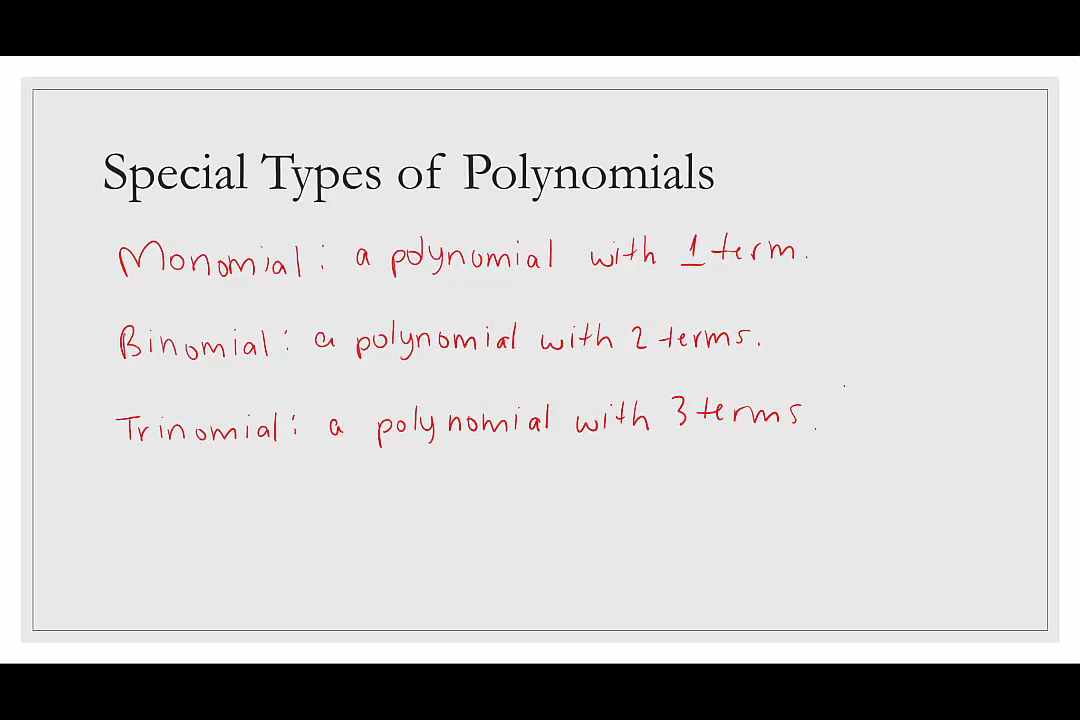 Special Types of Polynomials
Monomial: a polynomial with 1 term.
Binomial: a polynomial with 2 terms.
Trinomial: a polynomial with 3 terms.